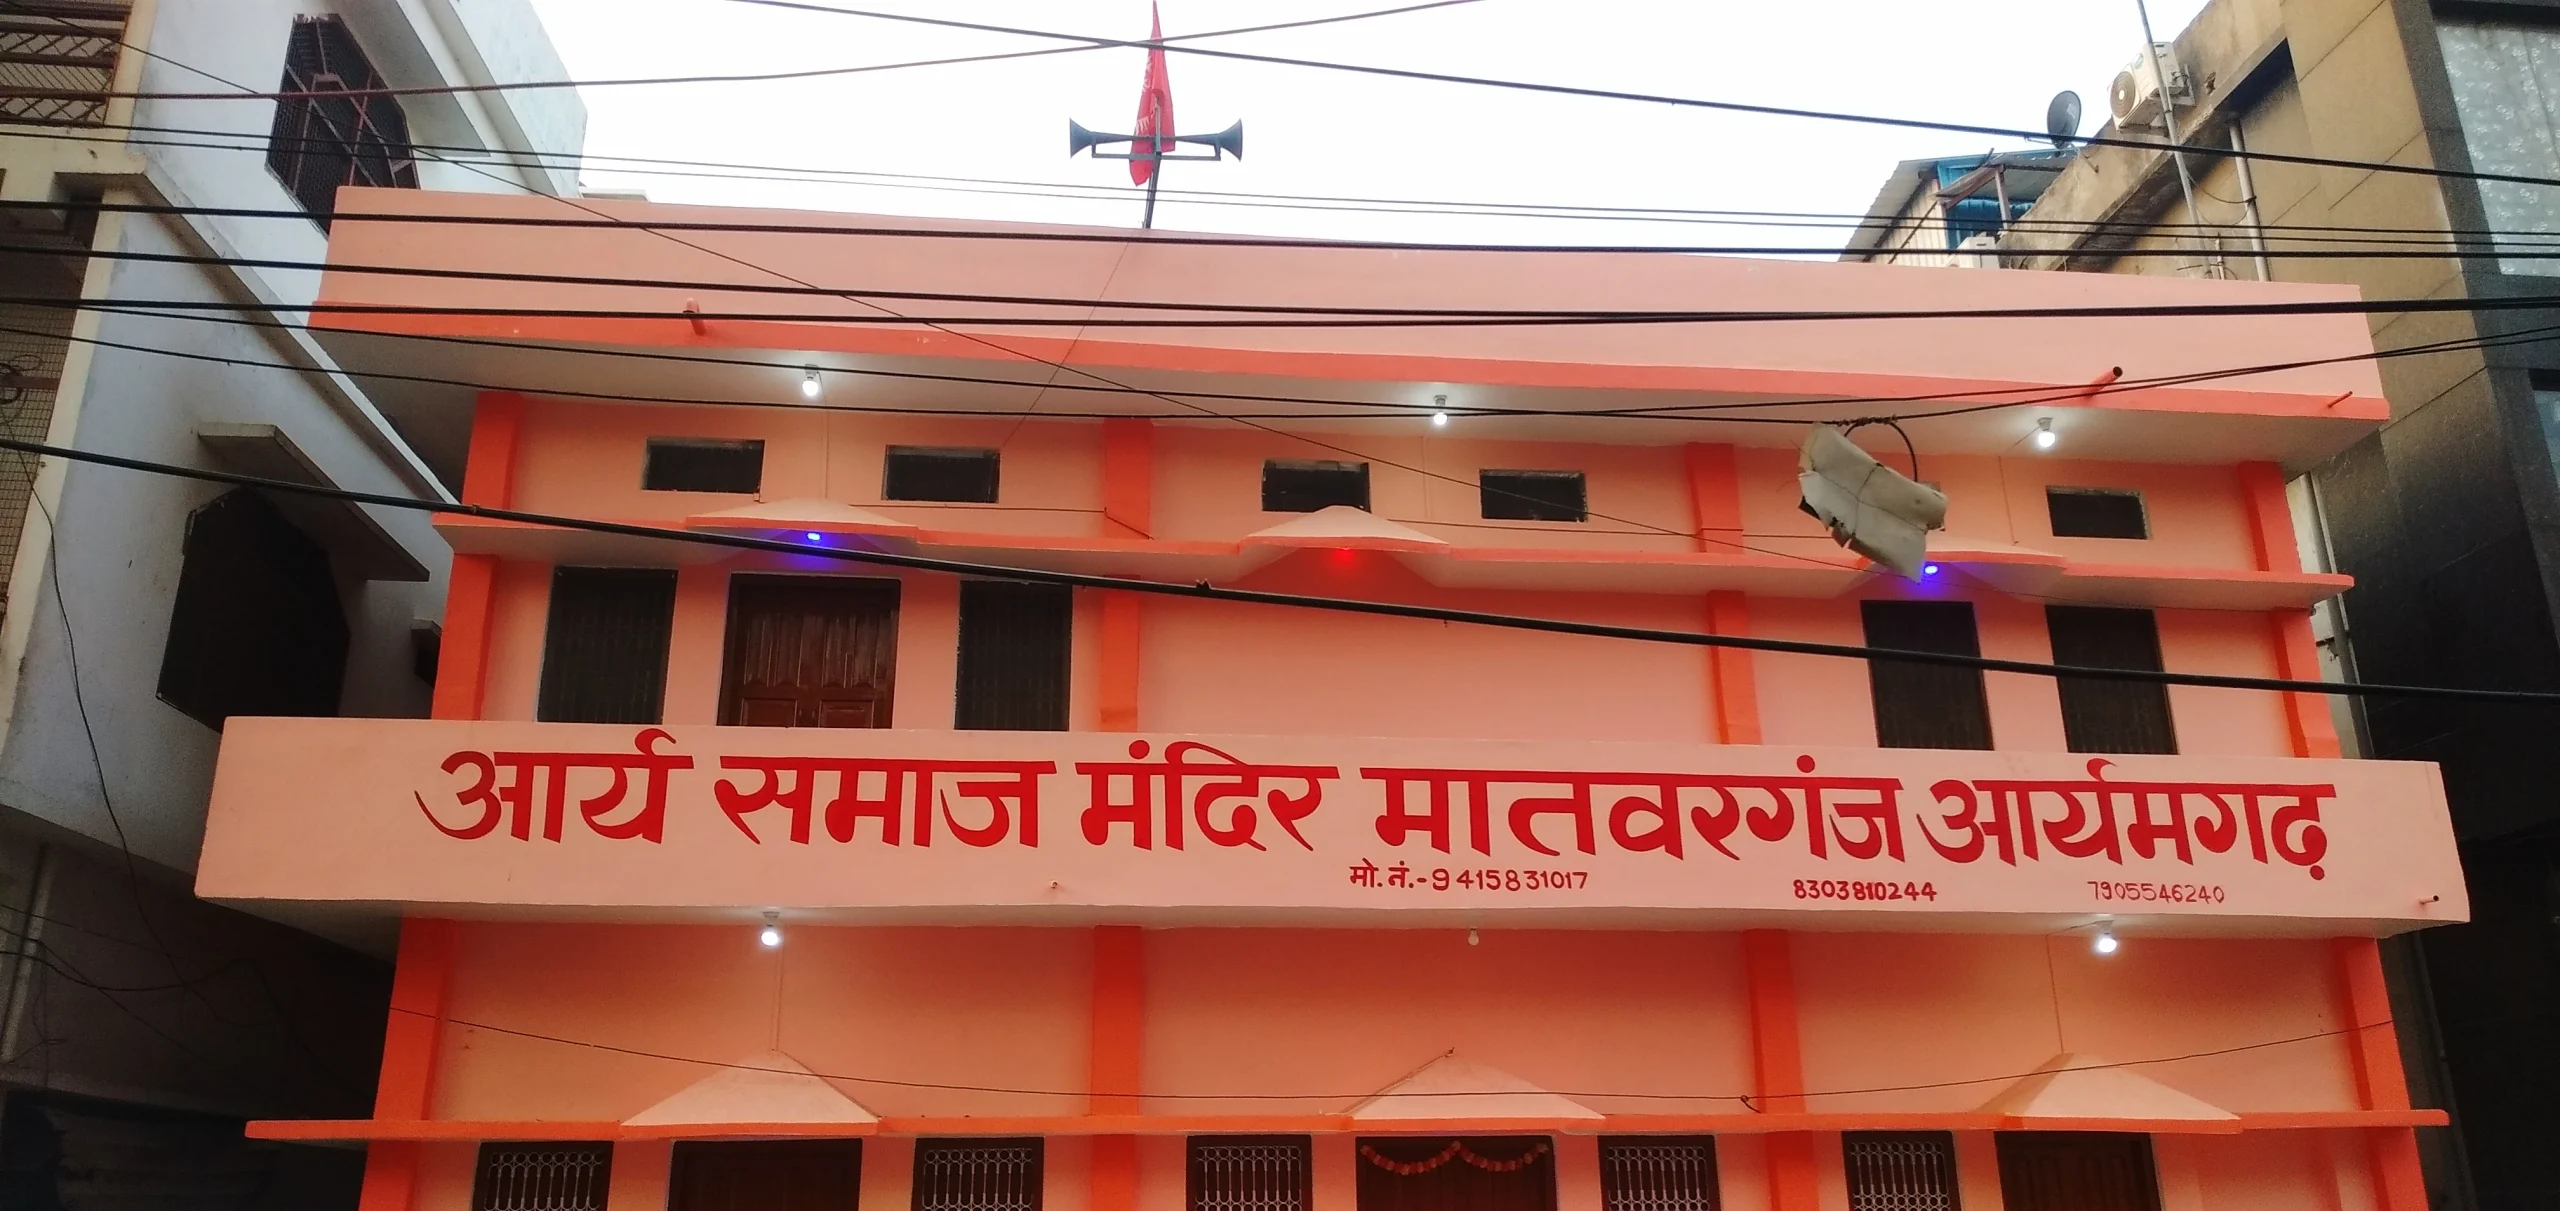 आर्य समाज मंदिर मातवरगंज आर्यमगढ़
मो.नं.-9415831017 8303810244 7905546240